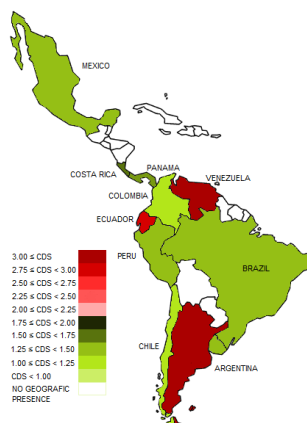 MEXICO
PANAMA
COSTA RICA
VENEZUELA
COLOMBIA
ECUADOR
PERU
BRAZIL
CHILE
ARGENTINA
3.00 ≤ CDS
2.75 ≤ CDS < 3.00
2.50 ≤ CDS < 2.75
2.25 ≤ CDS < 2.50
2.00 ≤ CDS < 2.25
1.75 ≤ CDS < 2.00
1.50 ≤ CDS < 1.75
1.25 ≤ CDS < 1.50
1.00 ≤ CDS < 1.25
CDS < 1.00
NO GEOGRAFIC
PRESENCE